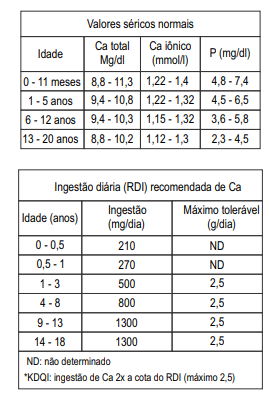 Valores séricos normais
Idade Ca total Mg/dl Ca iônico (mmol/l) P (mg/dl)
0 - 11 meses 8,8 - 11,3 1,22 - 1,4 4,8 - 7,4
1 - 5 anos 9,4 - 10,8 1,22 - 1,32 4,5 - 6,5
6 - 12 anos 9,4 - 10,3 1,15 - 1,32 3,6 - 5,8
13 - 20 anos 8,8 - 10,2 1,12 - 1,3 2,3 - 4,5
Ingestão diária (RDI) recomendada de Ca
Idade (anos) Ingestão (mg/dia) Máximo tolerável (g/dia)
0 - 0,5 210 ND
0,5 - 1 270 ND
1 - 3 500 2,5
4 - 8 800 2,5
9 - 13 1300 2,5
14 - 18 1300 2,5
ND: não determinado
*KDQI: ingestão de Ca 2x a cota do RDI (máximo 2,5)